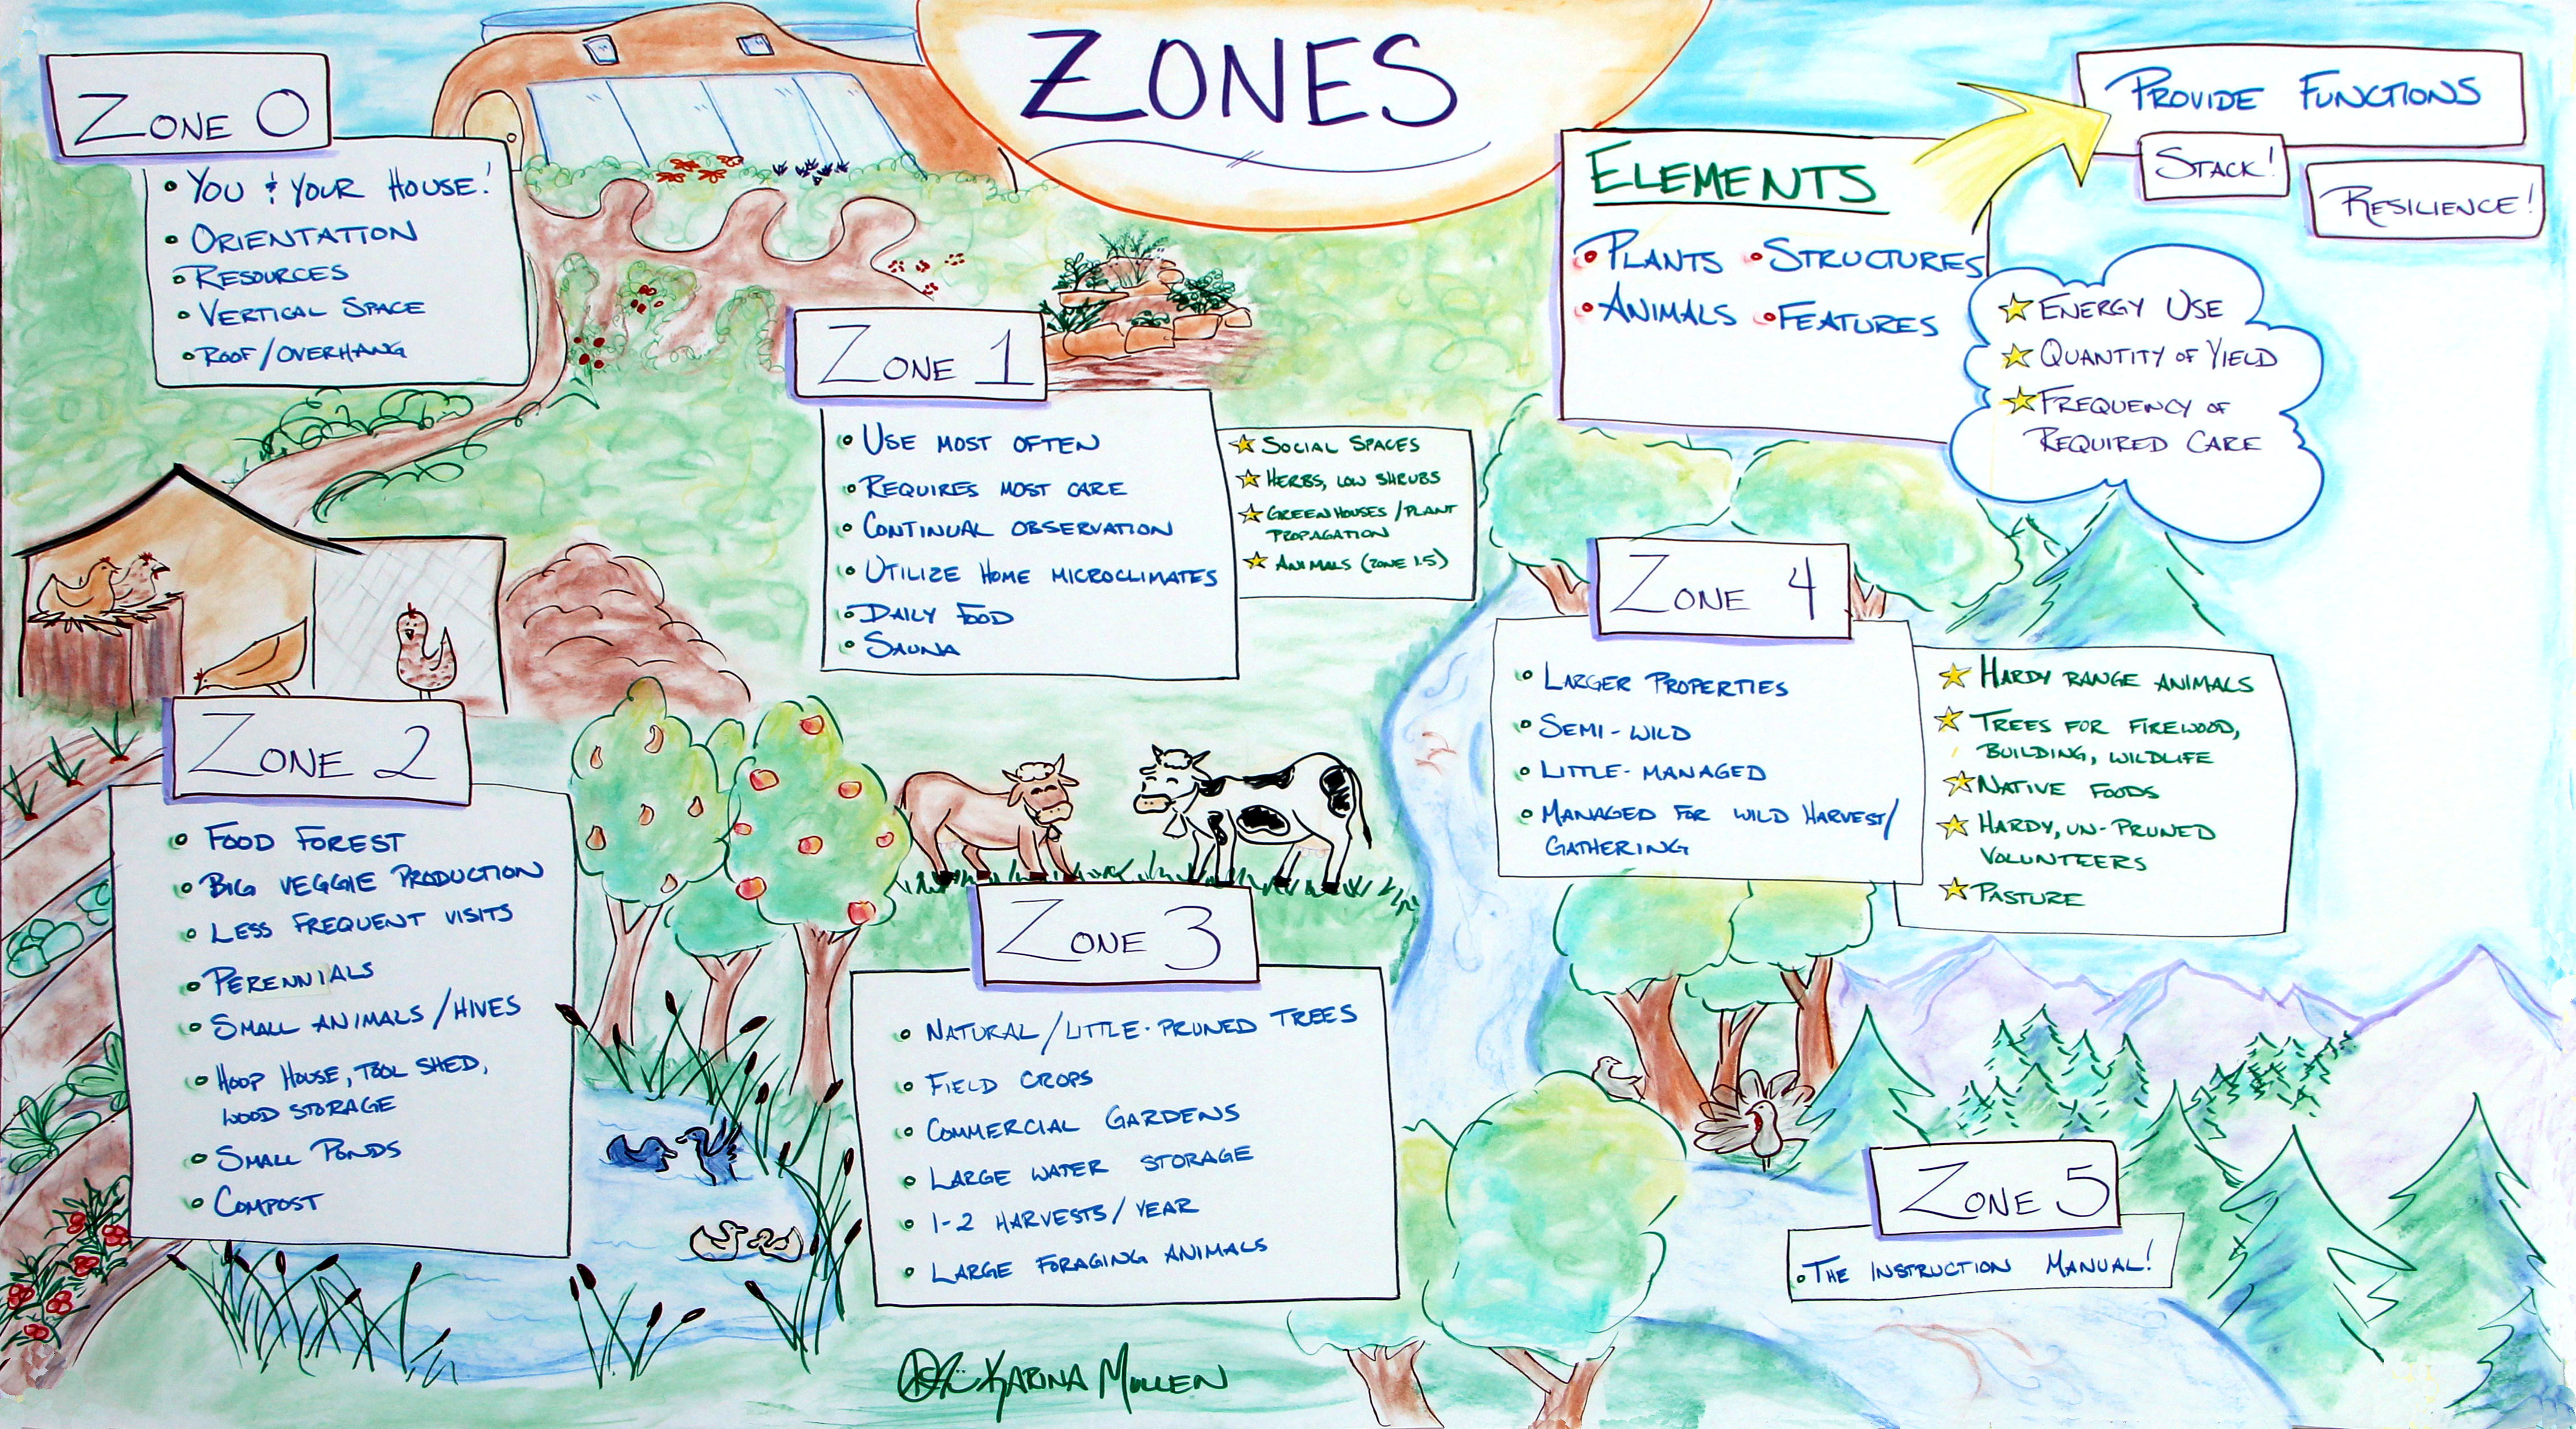 ZONES
ZONE 0
YOU & YOUR HOUSE!
ORIENTATION
RESOURCES
VERTICAL SPACE
ROOF/OVERHANG
ZONE 1
USE MOST OFTEN
REQUIRES MOST CARE
CONTINUAL OBSERVATION
UTILIZE HOME MICROCLIMATES
DAILY FOOD
SAUNA
SOCIAL SPACES
HERBS, LOW SHRUBS
GREENHOUSES/PLANT
PROPAGATION
ANIMALS (ZONE 1.5)
ELEMENTS
PLANTS • STRUCTURES
ANIMALS • FEATURES
PROVIDE FUNCTIONS
STACK!
RESILIENCE!
ENERGY USE
QUANTITY OF YIELD
FREQUENCY OF
REQUIRED CARE
ZONE 2
FOOD FOREST
BIG VEGGIE PRODUCTION
LESS FREQUENT VISITS
PERENNIALS
SMALL ANIMALS/HIVES
HOOP HOUSE, TOOL SHED,
WOOD STORAGE
SMALL PONDS
COMPOST
ZONE 3
NATURAL/LITTLE-PRUNED TREES
FIELD CROPS
COMMERCIAL GARDENS
LARGE WATER STORAGE
1-2 HARVESTS/YEAR
LARGE FORAGING ANIMALS
ZONE 4
LARGER PROPERTIES
SEMI-WILD
LITTLE-MANAGED
MANAGED FOR WILD HARVEST/
GATHERING
HARDY RANGE ANIMALS
TREES FOR FIREWOOD,
BUILDING, WILDLIFE
NATIVE FOODS
HARDY, UN-PRUNED
VOLUNTEERS
PASTURE
ZONE 5
THE INSTRUCTION MANUAL!
KARINA MULLEN